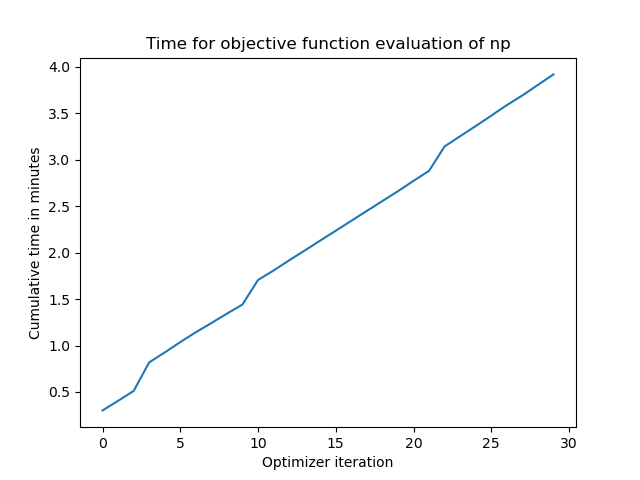 Time for objective function evaluation of np
4.0
3.5
3.0
2.5
2.0
1.5
1.0
0.5
Cumulative time in minutes
0 5 10 15 20 25 30
Optimizer iteration